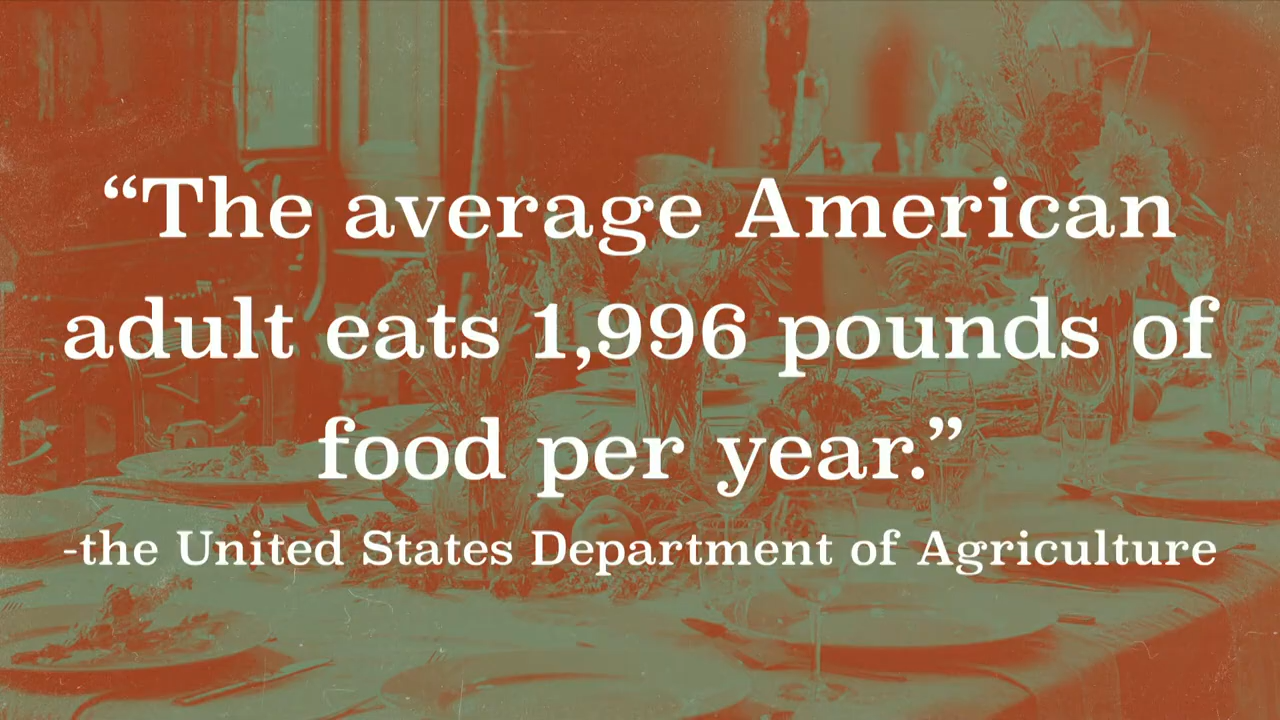 “The average American
adult eats 1,996 pounds of
food per year.”
-the United States Department of Agriculture